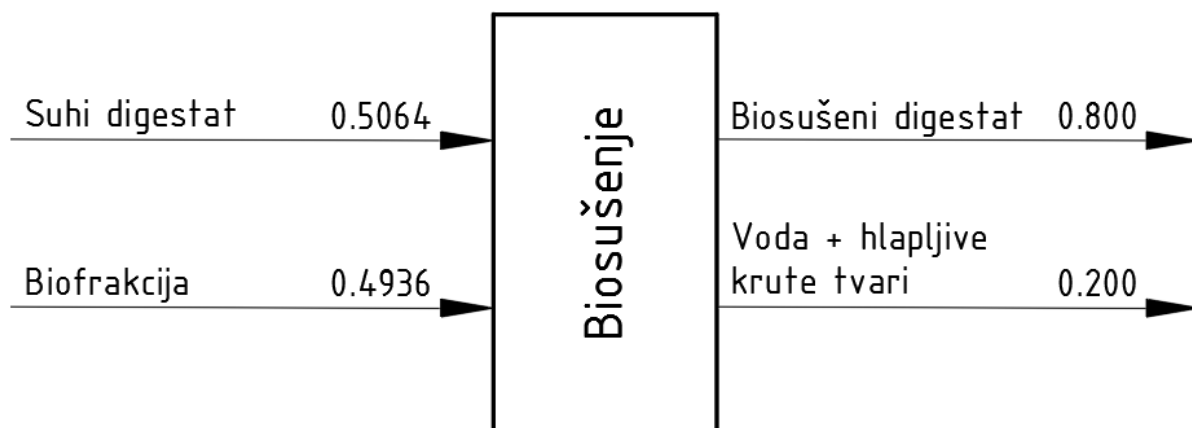 Suhi digestat 0.5064
Biofrakcija 0.4936
Biosušenje
Biosušeni digestat 0.800
Voda + hlapljive
krute tvari 0.200